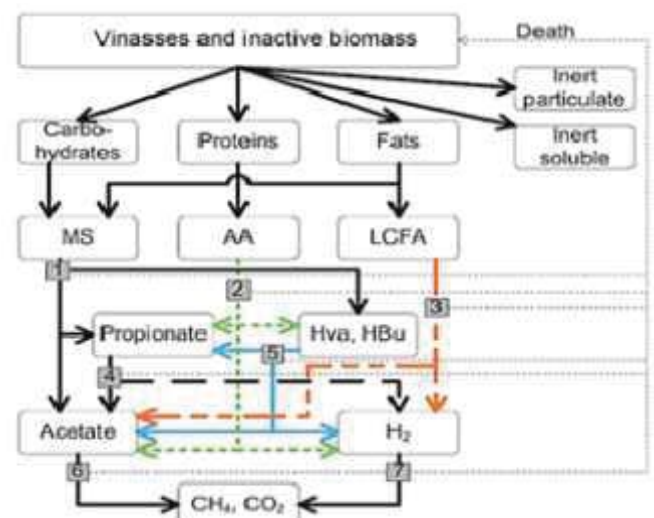 Vinasses and inactive biomass
Death
Inert
particulate
Carbo-
hydrates
Proteins
Fats
Inert
soluble
MS
AA
LCFA
1
2
3
Propionate
Hva, HBu
5
4
Acetate
H₂
6
7
CH₄, CO₂